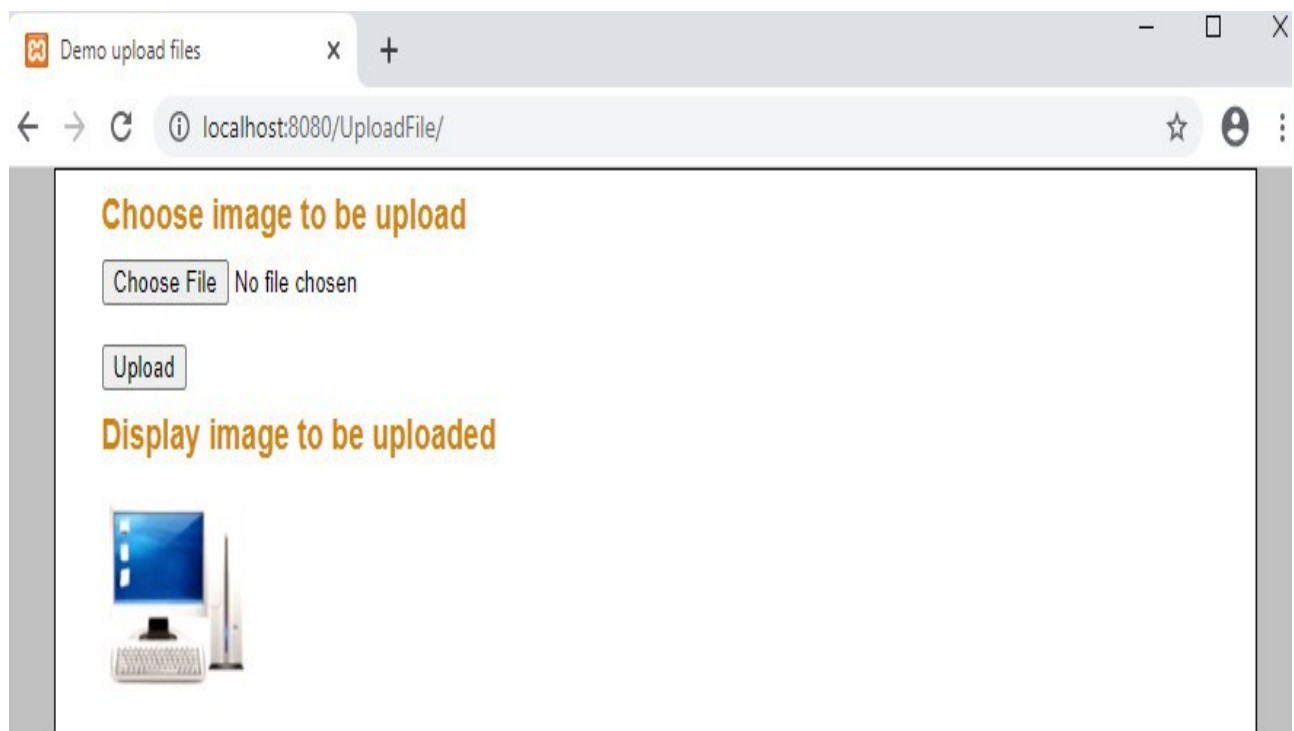 Demo upload files
localhost:8080/UploadFile/
Choose image to be upload
Choose File No file chosen
Upload
Display image to be uploaded